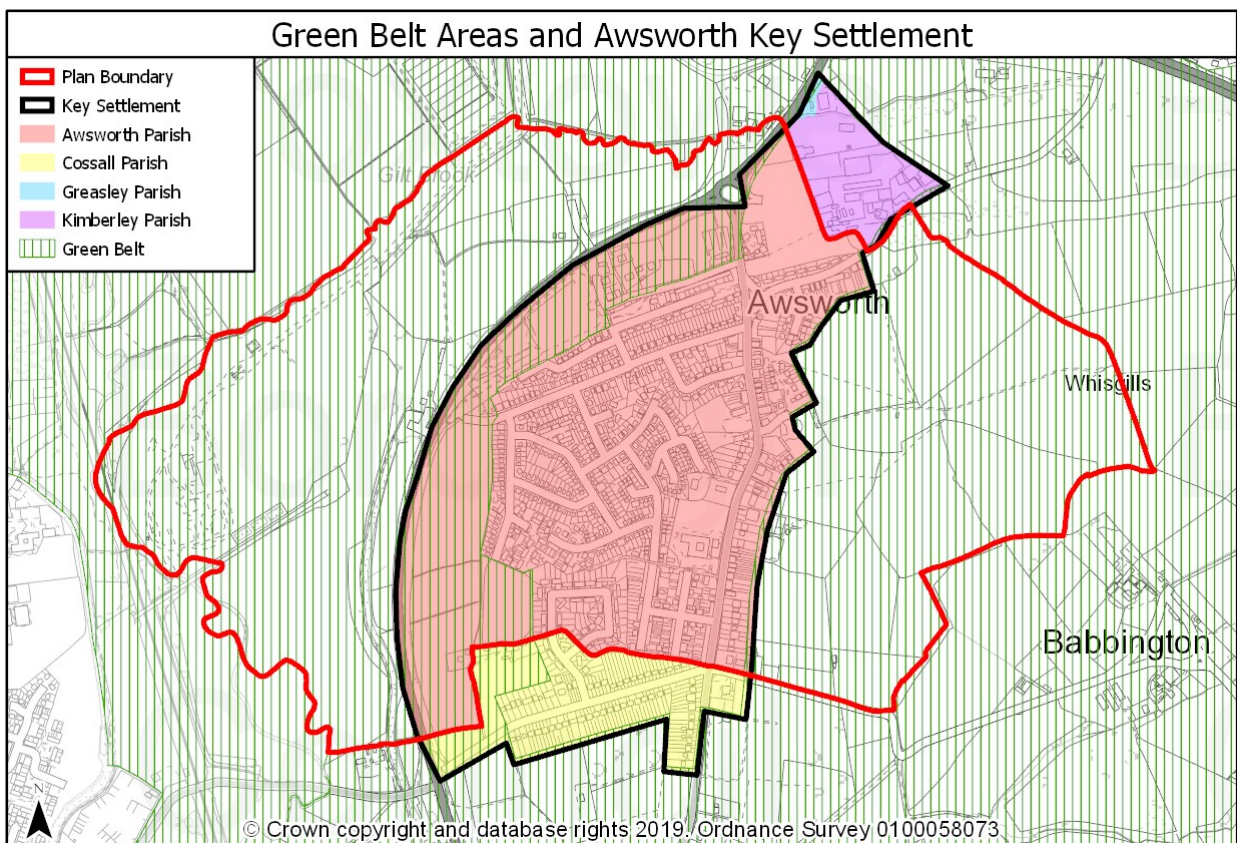 Green Belt Areas and Awsworth Key Settlement
Plan Boundary
Key Settlement
Awsworth Parish
Cossall Parish
Greasley Parish
Kimberley Parish
Green Belt
Gilt Brook
Awsworth
Whisgills
Babbington
N
© Crown copyright and database rights 2019. Ordnance Survey 0100058073